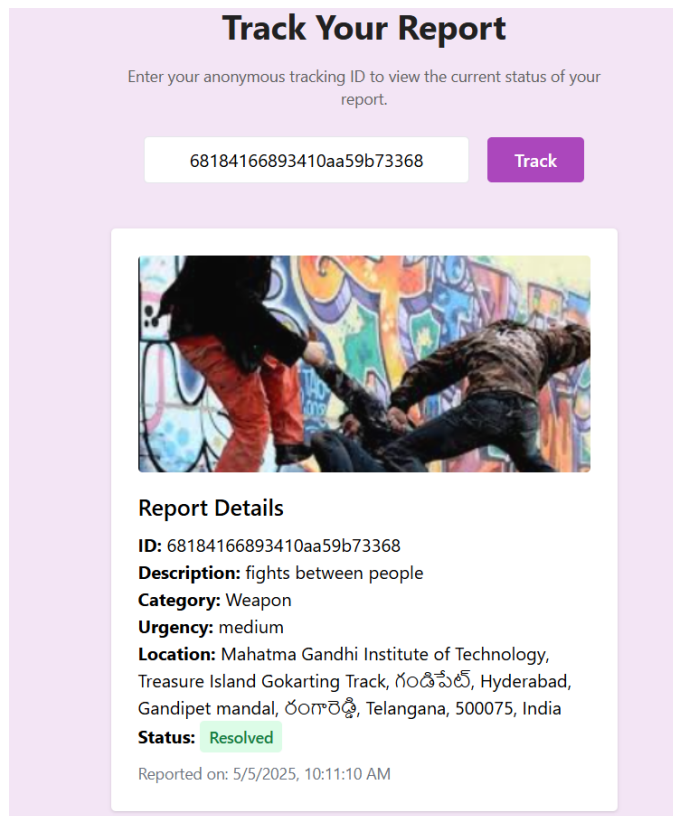 Track Your Report
Enter your anonymous tracking ID to view the current status of your
report.
68184166893410aa59b73368
Track
Report Details
ID: 68184166893410aa59b73368
Description: fights between people
Category: Weapon
Urgency: medium
Location: Mahatma Gandhi Institute of Technology,
Treasure Island Gokarting Track, గండిపేట్, Hyderabad,
Gandipet mandal, రంగారెడ్డి, Telangana, 500075, India
Status: Resolved
Reported on: 5/5/2025, 10:11:10 AM